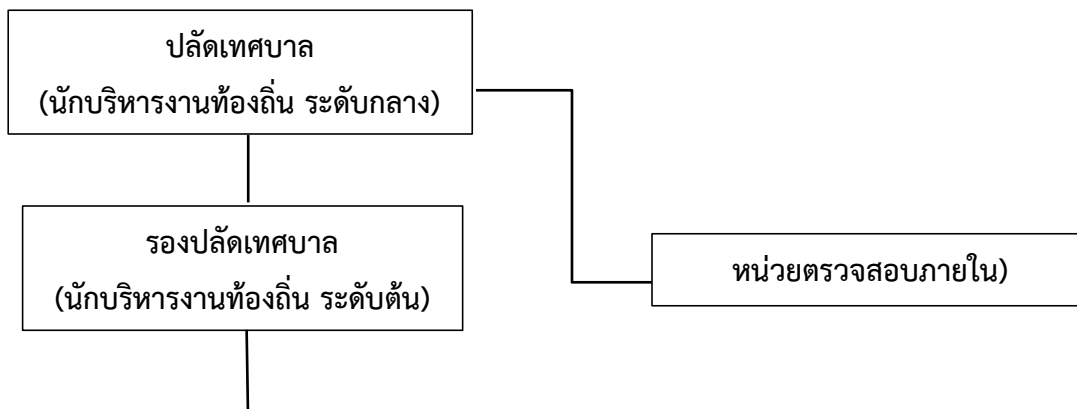 ปลัดเทศบาล
(นักบริหารงานท้องถิ่น ระดับกลาง)
รองปลัดเทศบาล
(นักบริหารงานท้องถิ่น ระดับต้น)
หน่วยตรวจสอบภายใน)